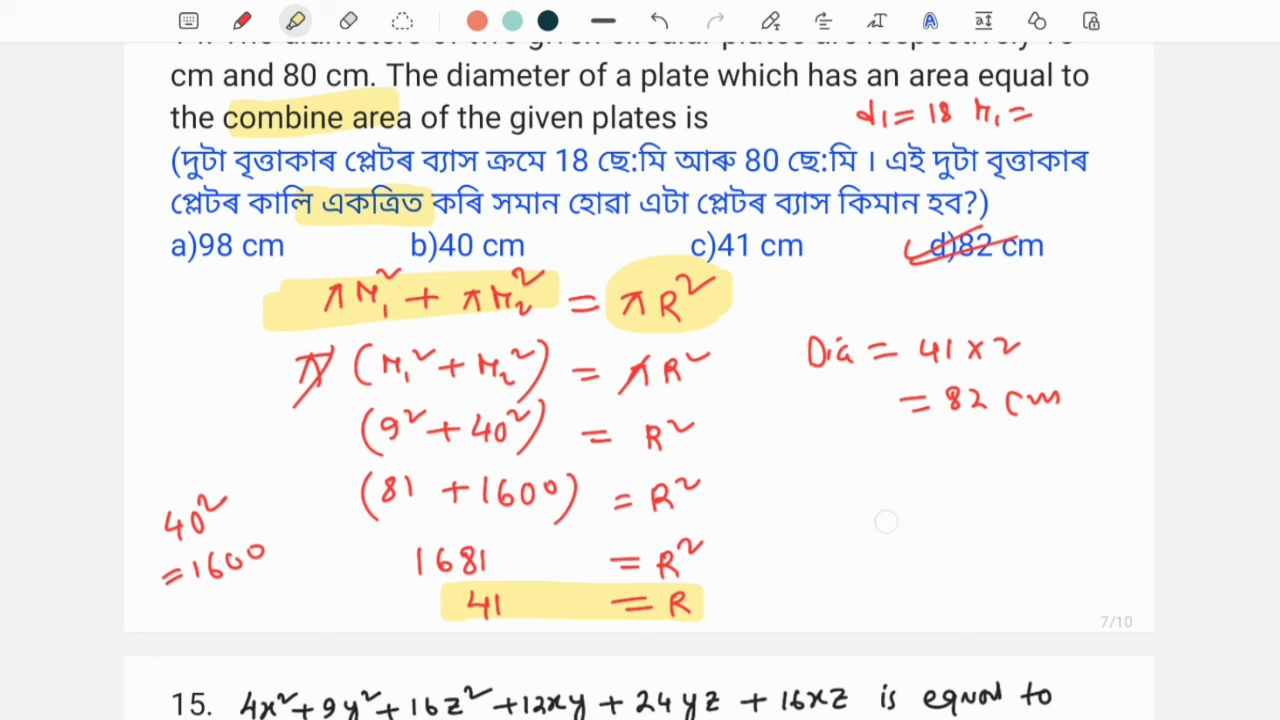 cm and 80 cm. The diameter of a plate which has an area equal to
the combine area of the given plates is
d₁ = 18 r₁ =
(দুটা বৃত্তাকাৰ প্লেটৰ ব্যাস ক্ৰমে 18 ছে:মি আৰু 80 ছে:মি । এই দুটা বৃত্তাকাৰ
প্লেটৰ কালি একত্ৰিত কৰি সমান হোৱা এটা প্লেটৰ ব্যাস কিমান হব?)
a)98 cm b)40 cm c)41 cm d)82 cm
πr₁² + πr₂² = πR²
π (r₁² + r₂²) = πR²
(9² + 40²) = R²
(81 + 1600) = R²
1681 = R²
41 = R
Dia = 41 × 2
= 82 cm
40²
= 1600
7/10
15. 4x² + 9y² + 16z² + 12xy + 24yz + 16xz is equal to